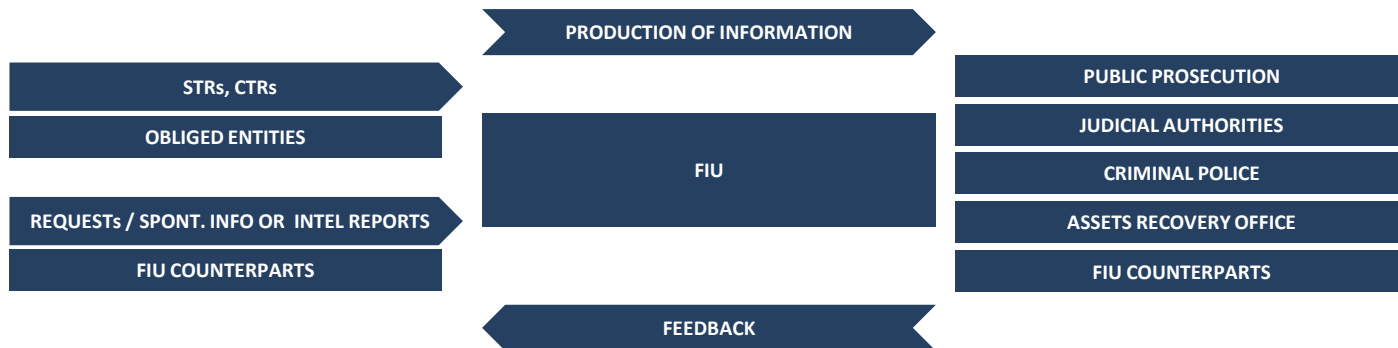 PRODUCTION OF INFORMATION
STRs, CTRs
OBLIGED ENTITIES
REQUESTs / SPONT. INFO OR INTEL REPORTS
FIU COUNTERPARTS
FIU
PUBLIC PROSECUTION
JUDICIAL AUTHORITIES
CRIMINAL POLICE
ASSETS RECOVERY OFFICE
FIU COUNTERPARTS
FEEDBACK